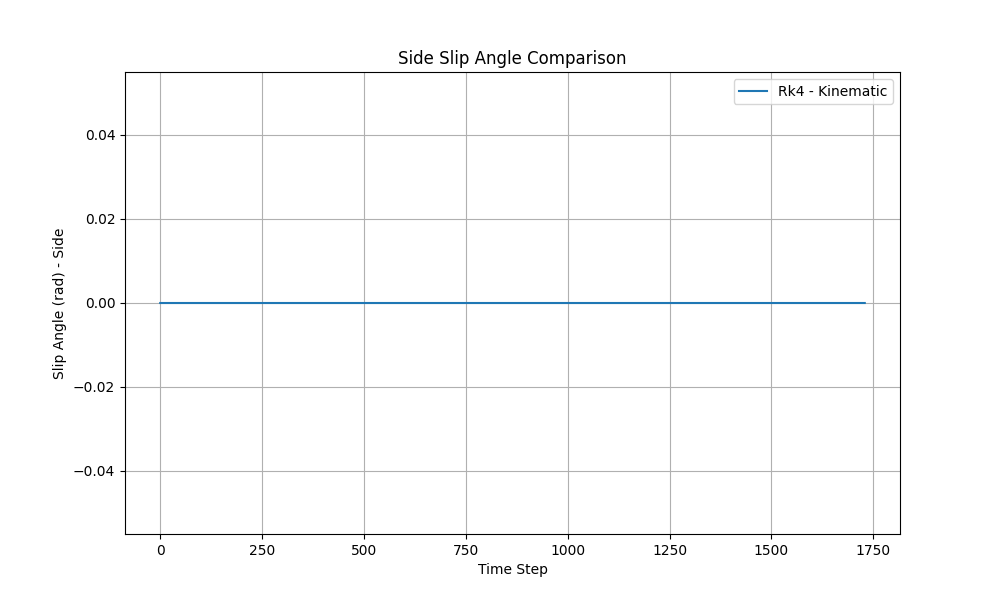 Side Slip Angle Comparison
Rk4 - Kinematic
Slip Angle (rad) - Side
0.04
0.02
0.00
−0.02
−0.04
0 250 500 750 1000 1250 1500 1750
Time Step